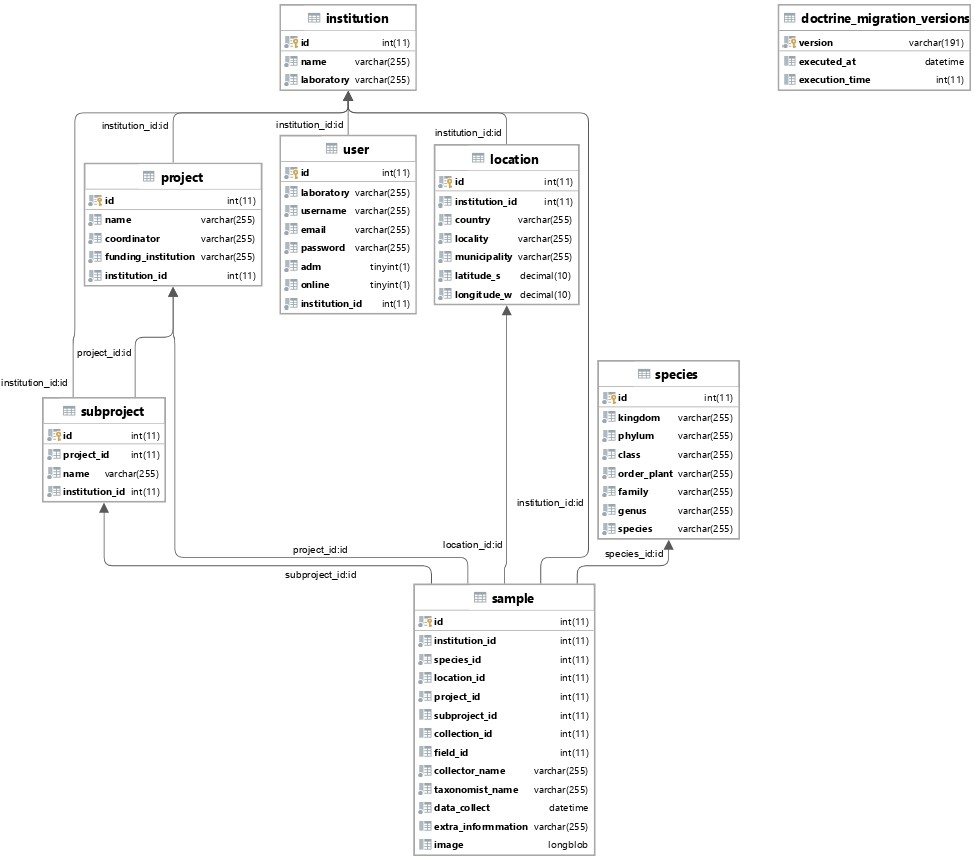 institution
id int(11)
name varchar(255)
laboratory varchar(255)
doctrine_migration_versions
version varchar(191)
executed_at datetime
execution_time int(11)
institution_id:id
institution_id:id
institution_id:id
project
id int(11)
name varchar(255)
coordinator varchar(255)
funding_institution varchar(255)
institution_id int(11)
user
id int(11)
laboratory varchar(255)
username varchar(255)
email varchar(255)
password varchar(255)
adm tinyint(1)
online tinyint(1)
institution_id int(11)
location
id int(11)
institution_id int(11)
country varchar(255)
locality varchar(255)
municipality varchar(255)
latitude_s decimal(10)
longitude_w decimal(10)
project_id:id
institution_id:id
subproject
id int(11)
project_id int(11)
name varchar(255)
institution_id int(11)
species
id int(11)
kingdom varchar(255)
phylum varchar(255)
class varchar(255)
order_plant varchar(255)
family varchar(255)
genus varchar(255)
species varchar(255)
institution_id:id
location_id:id
project_id:id
species_id:id
subproject_id:id
sample
id int(11)
institution_id int(11)
species_id int(11)
location_id int(11)
project_id int(11)
subproject_id int(11)
collection_id int(11)
field_id int(11)
collector_name varchar(255)
taxonomist_name varchar(255)
data_collect datetime
extra_informmation varchar(255)
image longblob